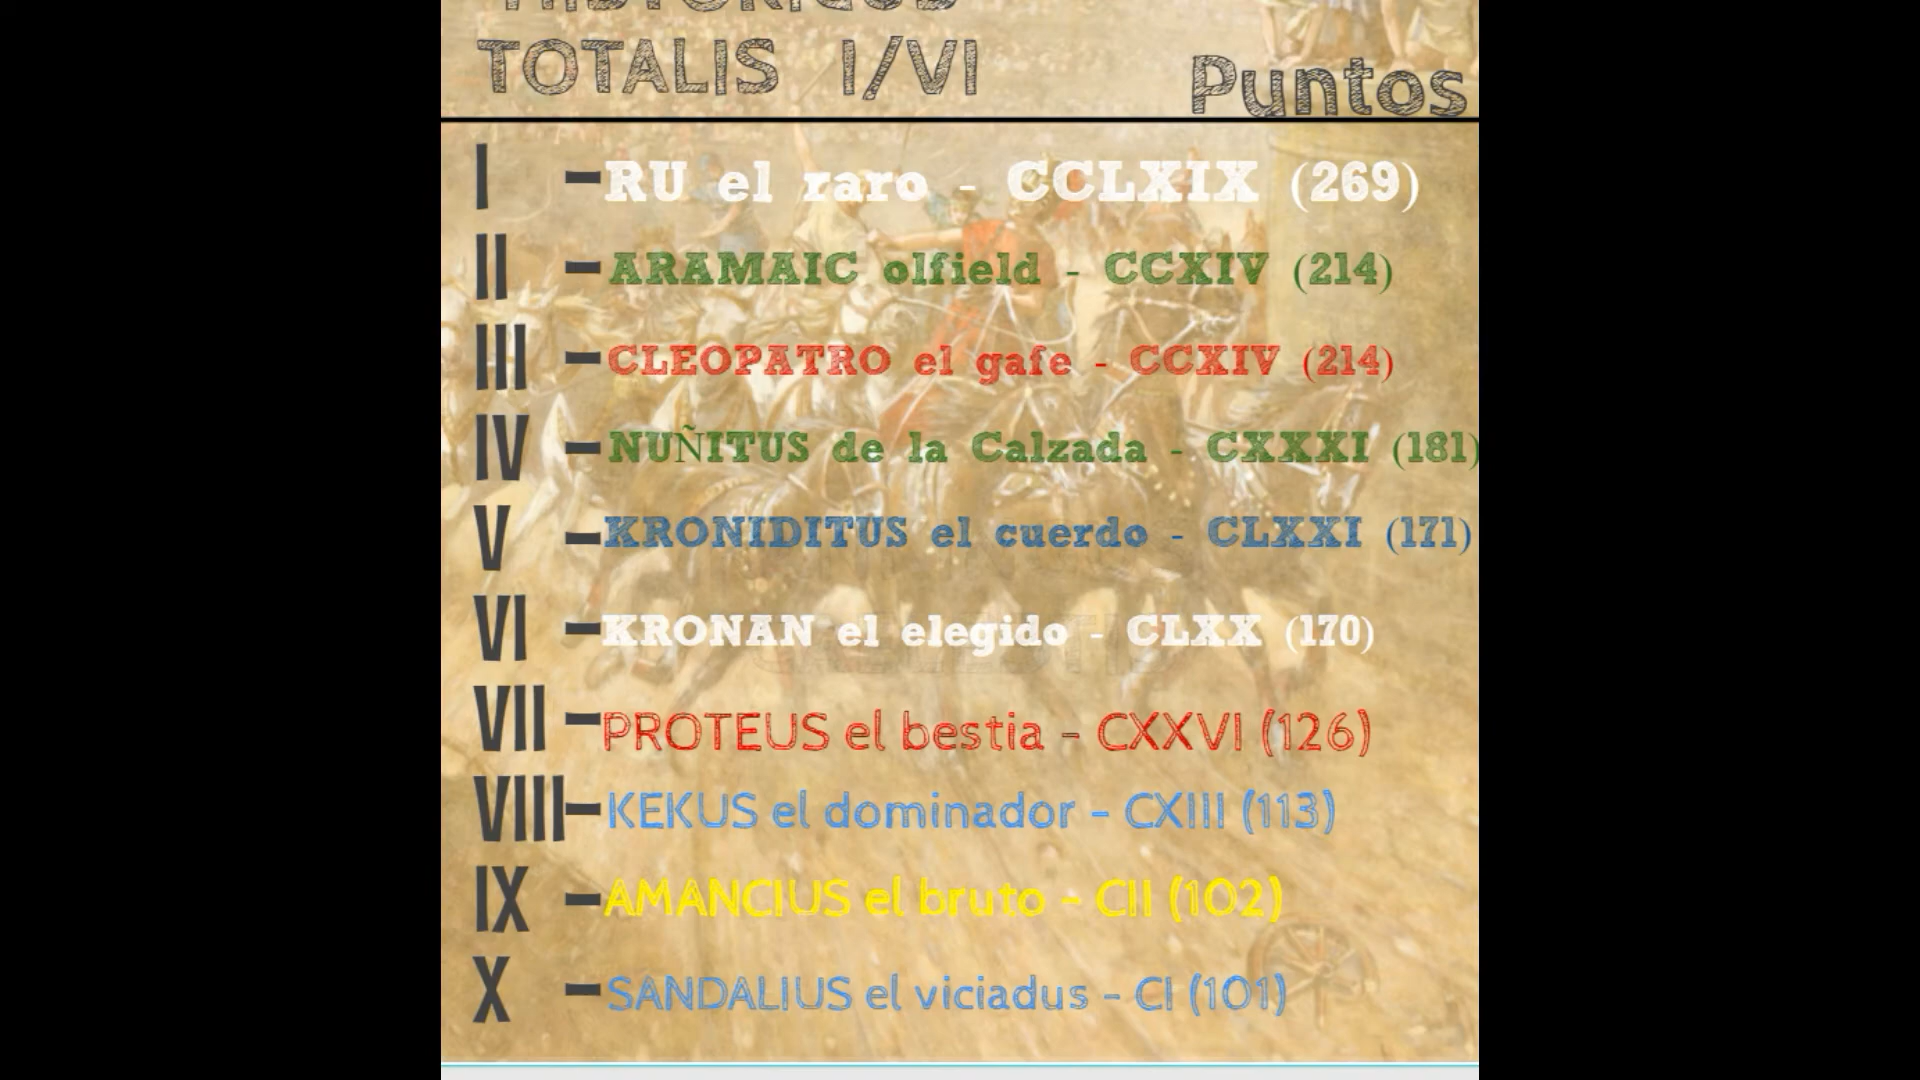 HISTORICUS
TOTALIS I/VI
Puntos
I -RU el raro - CCLXIX (269)
II -ARAMAIC olfield - CCXIV (214)
III -CLEOPATRO el gafe - CCXIV (214)
IV -NUÑITUS de la Calzada - CXXXI (181)
V -KRONIDITUS el cuerdo - CLXXI (171)
VI -KRONAN el elegido - CLXX (170)
VII -PROTEUS el bestia - CXXVI (126)
VIII-KEKUS el dominador - CXIII (113)
IX -AMANCIUS el bruto - CII (102)
X -SANDALIUS el viciadus - CI (101)